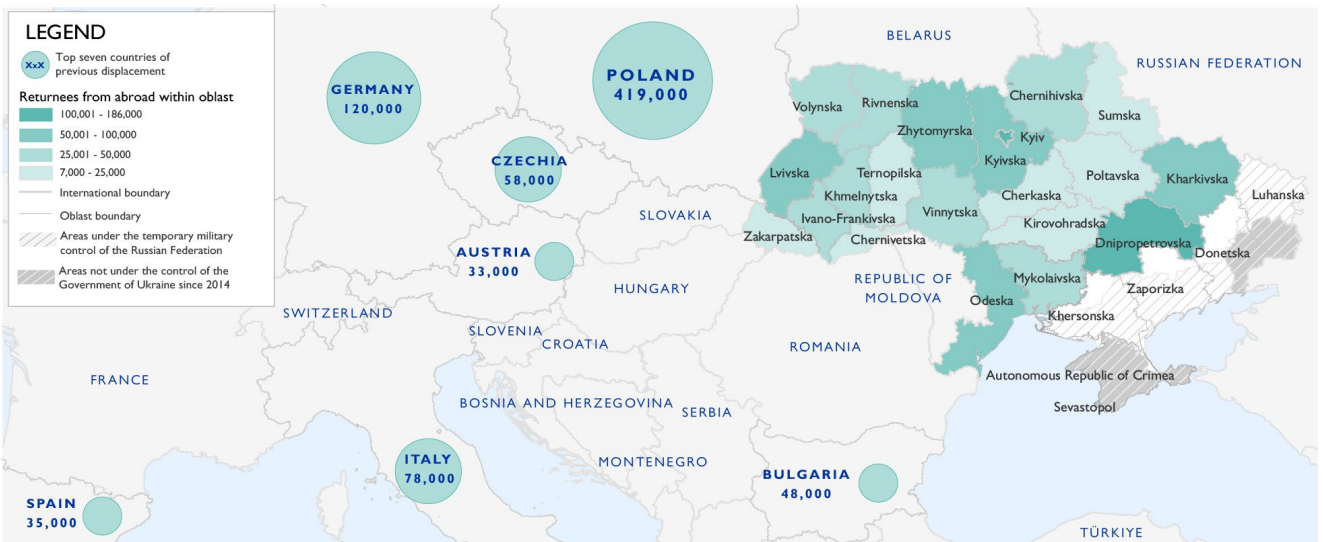 LEGEND
XxX
Top seven countries of
previous displacement
Returnees from abroad within oblast
100,001 - 186,000
50,001 - 100,000
25,001 - 50,000
7,000 - 25,000
International boundary
Oblast boundary
Areas under the temporary military
control of the Russian Federation
Areas not under the control of the
Government of Ukraine since 2014
GERMANY
120,000
POLAND
419,000
CZECHIA
58,000
AUSTRIA
33,000
ITALY
78,000
SPAIN
35,000
BULGARIA
48,000
BELARUS
RUSSIAN FEDERATION
SLOVAKIA
HUNGARY
SWITZERLAND
SLOVENIA
CROATIA
FRANCE
BOSNIA AND HERZEGOVINA
SERBIA
MONTENEGRO
ROMANIA
REPUBLIC OF
MOLDOVA
TÜRKIYE
Volynska
Rivnenska
Zhytomyrska
Kyiv
Kyivska
Chernihivska
Sumska
Lvivska
Ternopilska
Khmelnytska
Ivano-Frankivska
Zakarpatska
Chernivetska
Vinnytska
Cherkaska
Poltavska
Kharkivska
Luhanska
Kirovohradska
Dnipropetrovska
Donetska
Mykolaivska
Zaporizka
Odeska
Khersonska
Autonomous Republic of Crimea
Sevastopol